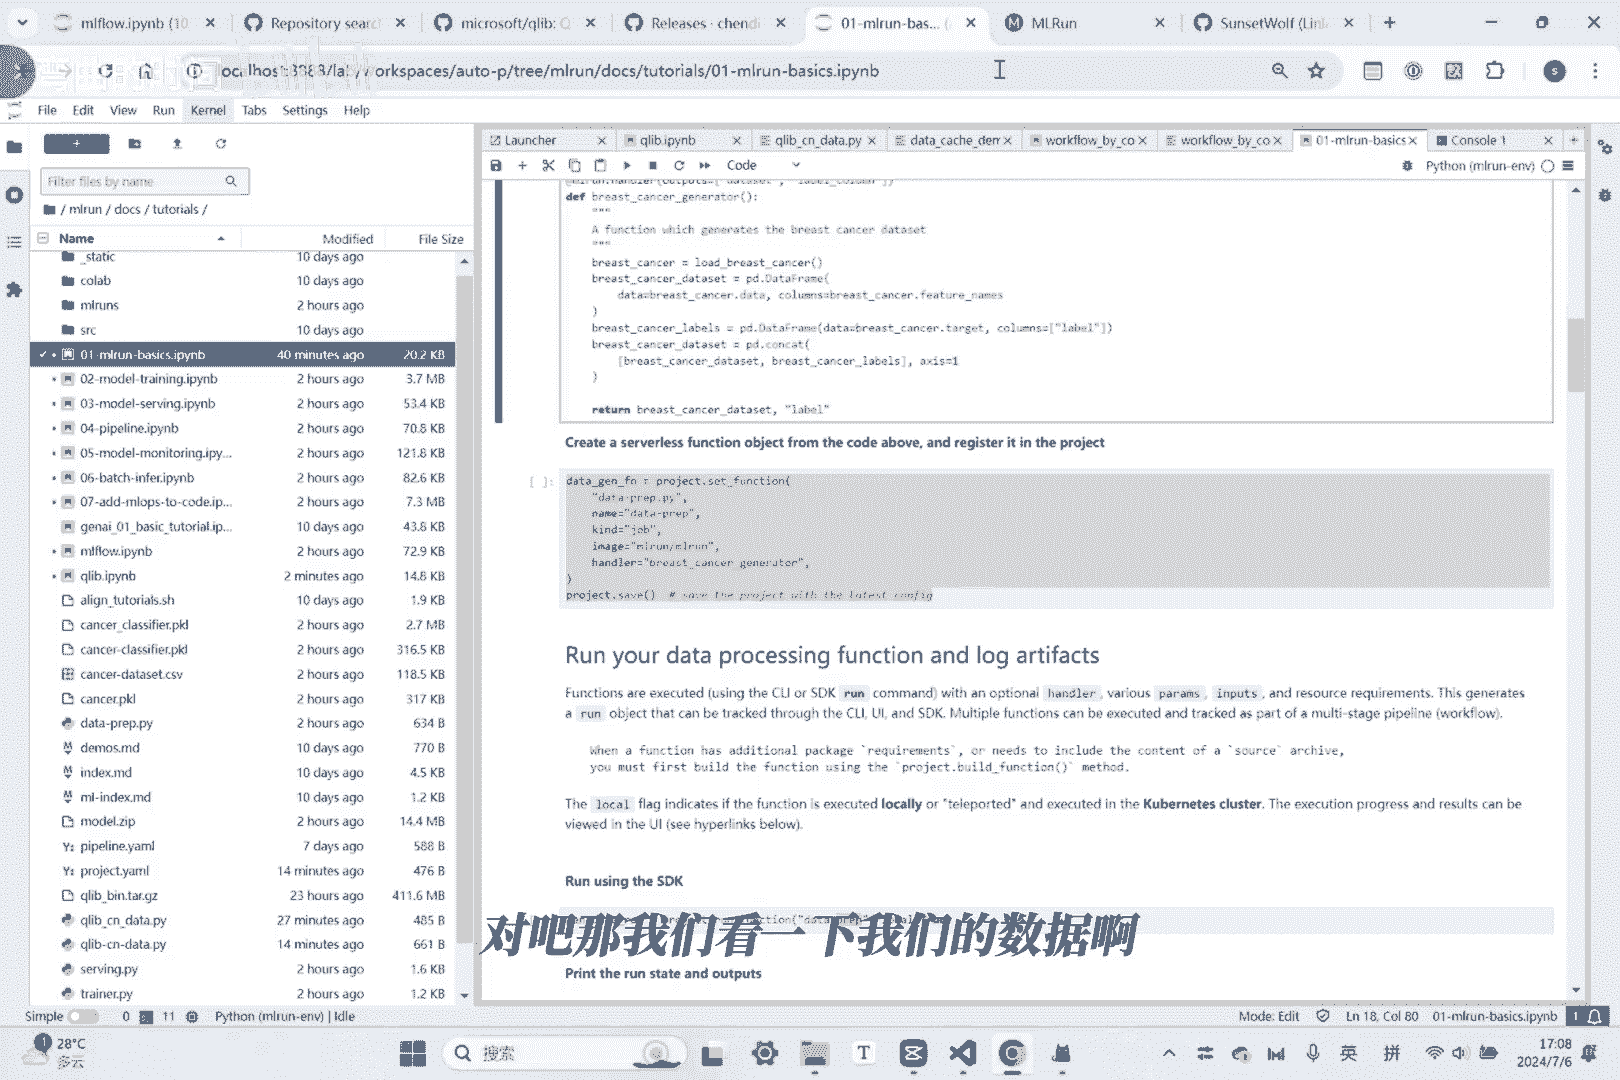 mlflow.ipynb (10
Repository search
microsoft/qlib: Q
Releases · chendi
01-mlrun-bas... (
MLRun
SunsetWolf (Linl
localhost:8888/lab/workspaces/auto-p/tree/mlrun/docs/tutorials/01-mlrun-basics.ipynb
File Edit View Run Kernel Tabs Settings Help
Launcher
qlib.ipynb
qlib_cn_data.py
data_cache_den
workflow_by_co
workflow_by_co
01-mlrun-basics
Console 1
Code
Python (mlrun-env)
Filter files by name
/ mlrun / docs / tutorials /
Name Modified File Size
_static 10 days ago
colab 10 days ago
mlruns 2 hours ago
src 10 days ago
01-mlrun-basics.ipynb 40 minutes ago 20.2 KB
02-model-training.ipynb 2 hours ago 3.7 MB
03-model-serving.ipynb 2 hours ago 53.4 KB
04-pipeline.ipynb 2 hours ago 70.8 KB
05-model-monitoring.ipy... 2 hours ago 121.8 KB
06-batch-infer.ipynb 2 hours ago 82.6 KB
07-add-mlops-to-code.ip... 2 hours ago 7.3 MB
genai_01_basic_tutorial.ip... 10 days ago 43.8 KB
mlflow.ipynb 2 hours ago 72.9 KB
qlib.ipynb 2 minutes ago 14.8 KB
align_tutorials.sh 10 days ago 1.9 KB
cancer_classifier.pkl 2 hours ago 2.7 MB
cancer-classifier.pkl 2 hours ago 316.5 KB
cancer-dataset.csv 2 hours ago 118.5 KB
cancer.pkl 2 hours ago 317 KB
data-prep.py 2 hours ago 634 B
demos.md 10 days ago 770 B
index.md 10 days ago 4.5 KB
ml-index.md 10 days ago 1.2 KB
model.zip 2 hours ago 14.4 MB
pipeline.yaml 7 days ago 588 B
project.yaml 14 minutes ago 476 B
qlib_bin.tar.gz 23 hours ago 411.6 MB
qlib_cn_data.py 27 minutes ago 485 B
qlib-cn-data.py 14 minutes ago 661 B
serving.py 2 hours ago 1.6 KB
trainer.py 2 hours ago 1.2 KB
@mlrun.handler(outputs=["dataset", "label_column"])
def breast_cancer_generator():
"""
A function which generates the breast cancer dataset
"""
breast_cancer = load_breast_cancer()
breast_cancer_dataset = pd.DataFrame(
data=breast_cancer.data, columns=breast_cancer.feature_names
)
breast_cancer_labels = pd.DataFrame(data=breast_cancer.target, columns=["label"])
breast_cancer_dataset = pd.concat(
[breast_cancer_dataset, breast_cancer_labels], axis=1
)
return breast_cancer_dataset, "label"
Create a serverless function object from the code above, and register it in the project
[ ]:
data_gen_fn = project.set_function(
"data-prep.py",
name="data-prep",
kind="job",
image="mlrun/mlrun",
handler="breast_cancer_generator",
)
project.save()  # save the project with the latest config
Run your data processing function and log artifacts
Functions are executed (using the CLI or SDK run command) with an optional handler, various params, inputs, and resource requirements. This generates
a run object that can be tracked through the CLI, UI, and SDK. Multiple functions can be executed and tracked as part of a multi-stage pipeline (workflow).
When a function has additional package `requirements`, or needs to include the content of a `source` archive,
you must first build the function using the `project.build_function()` method.
The local flag indicates if the function is executed locally or "teleported" and executed in the Kubernetes cluster. The execution progress and results can be
viewed in the UI (see hyperlinks below).
Run using the SDK
对吧那我们看一下我们的数据啊
Print the run state and outputs
Simple 0 11 Python (mlrun-env) | Idle
Mode: Edit Ln 18, Col 80 01-mlrun-basics.ipynb 1
28°C
多云
搜索
英
拼
17:08
2024/7/6